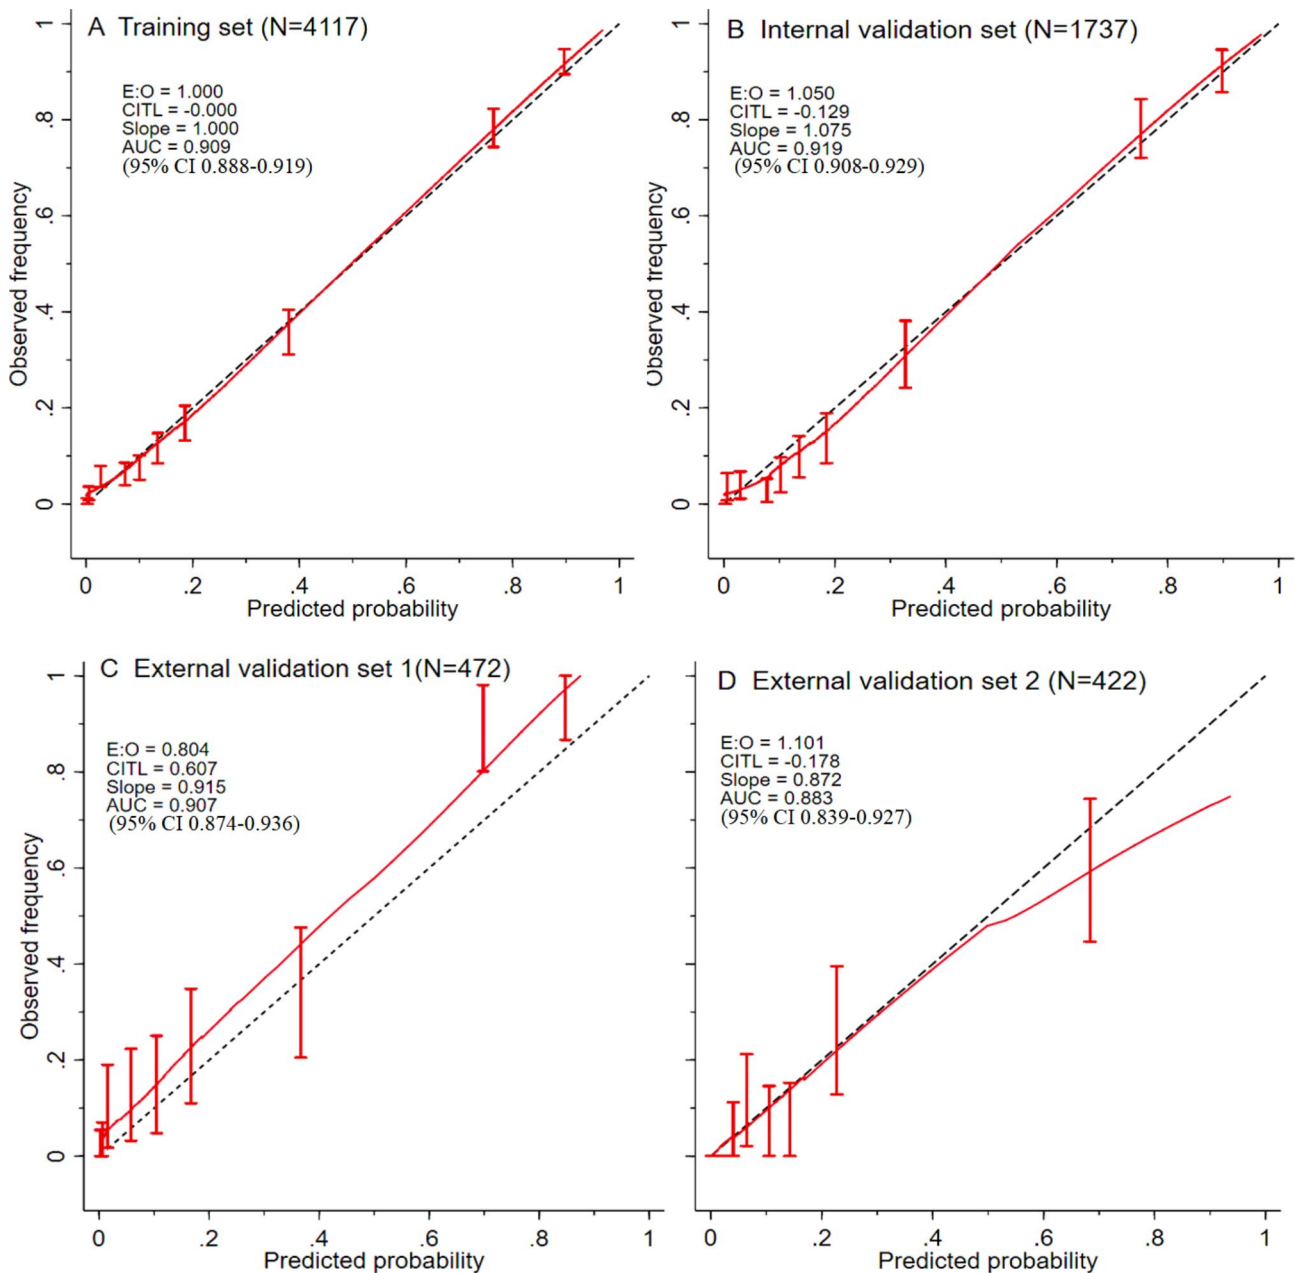 A Training set (N=4117)
E:O = 1.000
CITL = -0.000
Slope = 1.000
AUC = 0.909
(95% CI 0.888-0.919)
Observed frequency
1
.8
.6
.4
.2
0
0 .2 .4 .6 .8 1
Predicted probability
B Internal validation set (N=1737)
E:O = 1.050
CITL = -0.129
Slope = 1.075
AUC = 0.919
(95% CI 0.908-0.929)
Observed frequency
1
.8
.6
.4
.2
0
0 .2 .4 .6 .8 1
Predicted probability
C External validation set 1(N=472)
E:O = 0.804
CITL = 0.607
Slope = 0.915
AUC = 0.907
(95% CI 0.874-0.936)
Observed frequency
1
.8
.6
.4
.2
0
0 .2 .4 .6 .8 1
Predicted probability
D External validation set 2 (N=422)
E:O = 1.101
CITL = -0.178
Slope = 0.872
AUC = 0.883
(95% CI 0.839-0.927)
0 .2 .4 .6 .8 1
Predicted probability